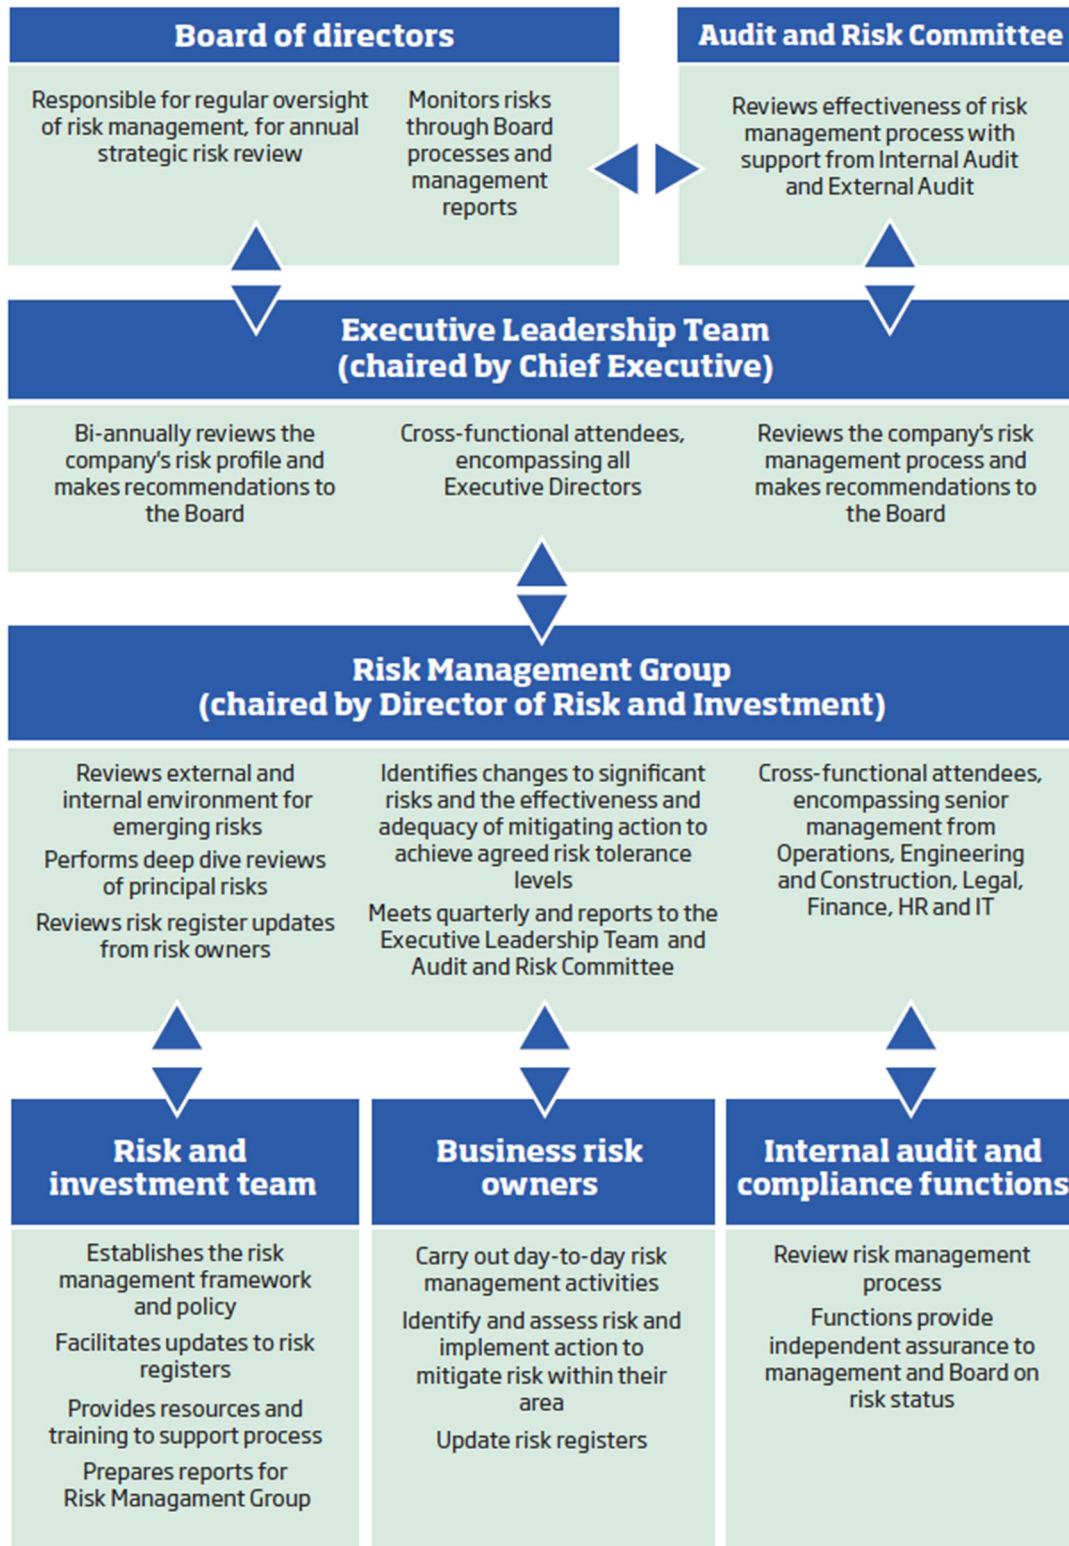 Board of directors
Responsible for regular oversight
of risk management, for annual
strategic risk review
Monitors risks
through Board
processes and
management
reports
Audit and Risk Committee
Reviews effectiveness of risk
management process with
support from Internal Audit
and External Audit
Executive Leadership Team
(chaired by Chief Executive)
Bi-annually reviews the
company's risk profile and
makes recommendations to
the Board
Cross-functional attendees,
encompassing all
Executive Directors
Reviews the company's risk
management process and
makes recommendations to
the Board
Risk Management Group
(chaired by Director of Risk and Investment)
Reviews external and
internal environment for
emerging risks
Performs deep dive reviews
of principal risks
Reviews risk register updates
from risk owners
Identifies changes to significant
risks and the effectiveness and
adequacy of mitigating action to
achieve agreed risk tolerance
levels
Meets quarterly and reports to the
Executive Leadership Team and
Audit and Risk Committee
Cross-functional attendees,
encompassing senior
management from
Operations, Engineering
and Construction, Legal,
Finance, HR and IT
Risk and
investment team
Establishes the risk
management framework
and policy
Facilitates updates to risk
registers
Provides resources and
training to support process
Prepares reports for
Risk Managament Group
Business risk
owners
Carry out day-to-day risk
management activities
Identify and assess risk and
implement action to
mitigate risk within their
area
Update risk registers
Internal audit and
compliance functions
Review risk management
process
Functions provide
independent assurance to
management and Board on
risk status